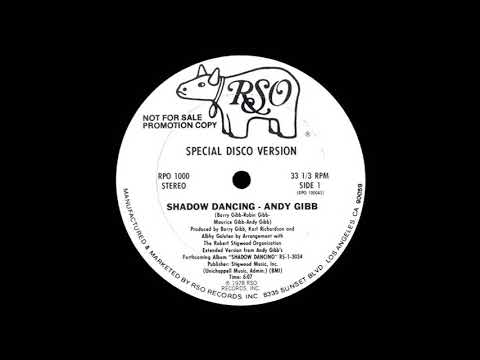 RSO
®
NOT FOR SALE
PROMOTION COPY
SPECIAL DISCO VERSION
RPO 1000
STEREO
33 1/3 RPM
SIDE 1
SHADOW DANCING - ANDY GIBB
(Barry Gibb-Robin Gibb-
Maurice Gibb-Andy Gibb)
Produced by Barry Gibb, Karl Richardson and
Albhy Galuten by Arrangement with
The Robert Stigwood Organisation
Extended Version from Andy Gibb's
Forthcoming Album "SHADOW DANCING" RS-1-3034
Publisher: Stigwood Music, Inc.
(Unichappell Music, Admin.) (BMI)
Time: 6:07
℗ 1978 RSO
RECORDS, INC.
MANUFACTURED & MARKETED BY RSO RECORDS INC. 8335 SUNSET BLVD. LOS ANGELES, CA 90069